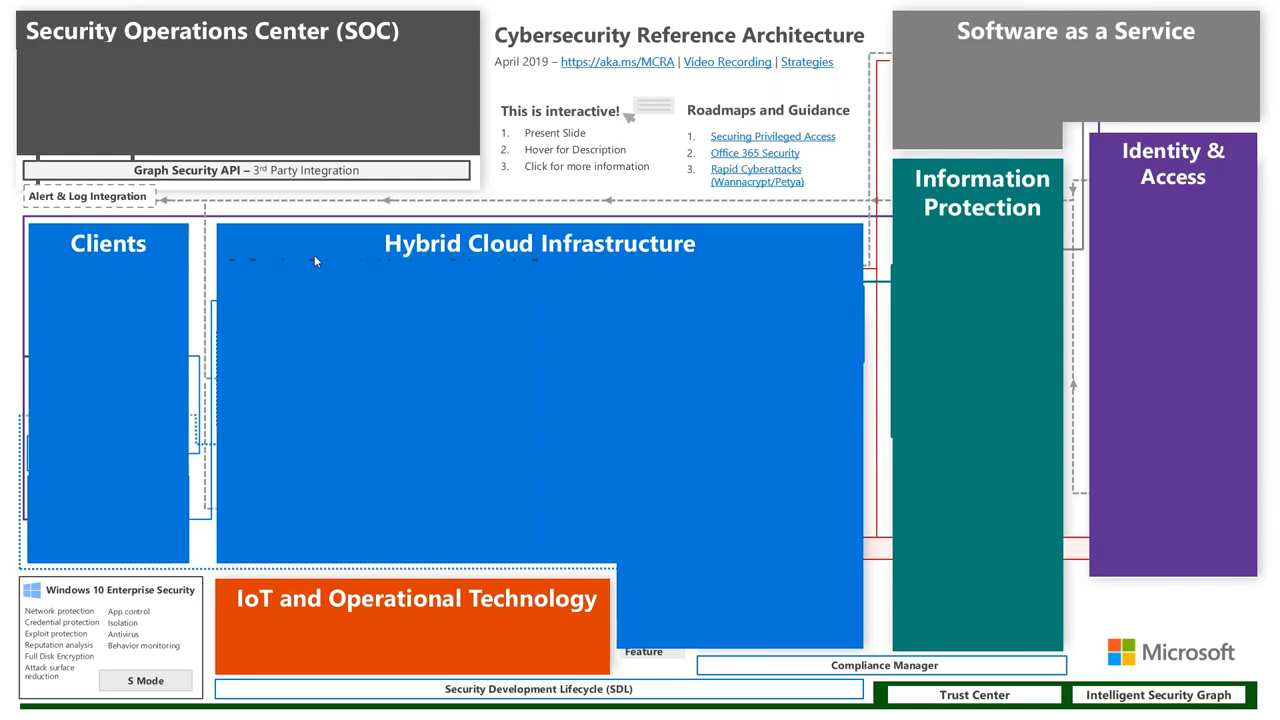 Security Operations Center (SOC)
Graph Security API – 3rd Party Integration
Alert & Log Integration
Cybersecurity Reference Architecture
April 2019 – https://aka.ms/MCRA | Video Recording | Strategies
This is interactive!
1. Present Slide
2. Hover for Description
3. Click for more information
Roadmaps and Guidance
1. Securing Privileged Access
2. Office 365 Security
3. Rapid Cyberattacks
(Wannacrypt/Petya)
Software as a Service
Identity &
Access
Information
Protection
Clients
Hybrid Cloud Infrastructure
Windows 10 Enterprise Security
Network protection
Credential protection
Exploit protection
Reputation analysis
Full Disk Encryption
Attack surface
reduction
App control
Isolation
Antivirus
Behavior monitoring
S Mode
IoT and Operational Technology
Feature
Compliance Manager
Security Development Lifecycle (SDL)
Microsoft
Trust Center
Intelligent Security Graph